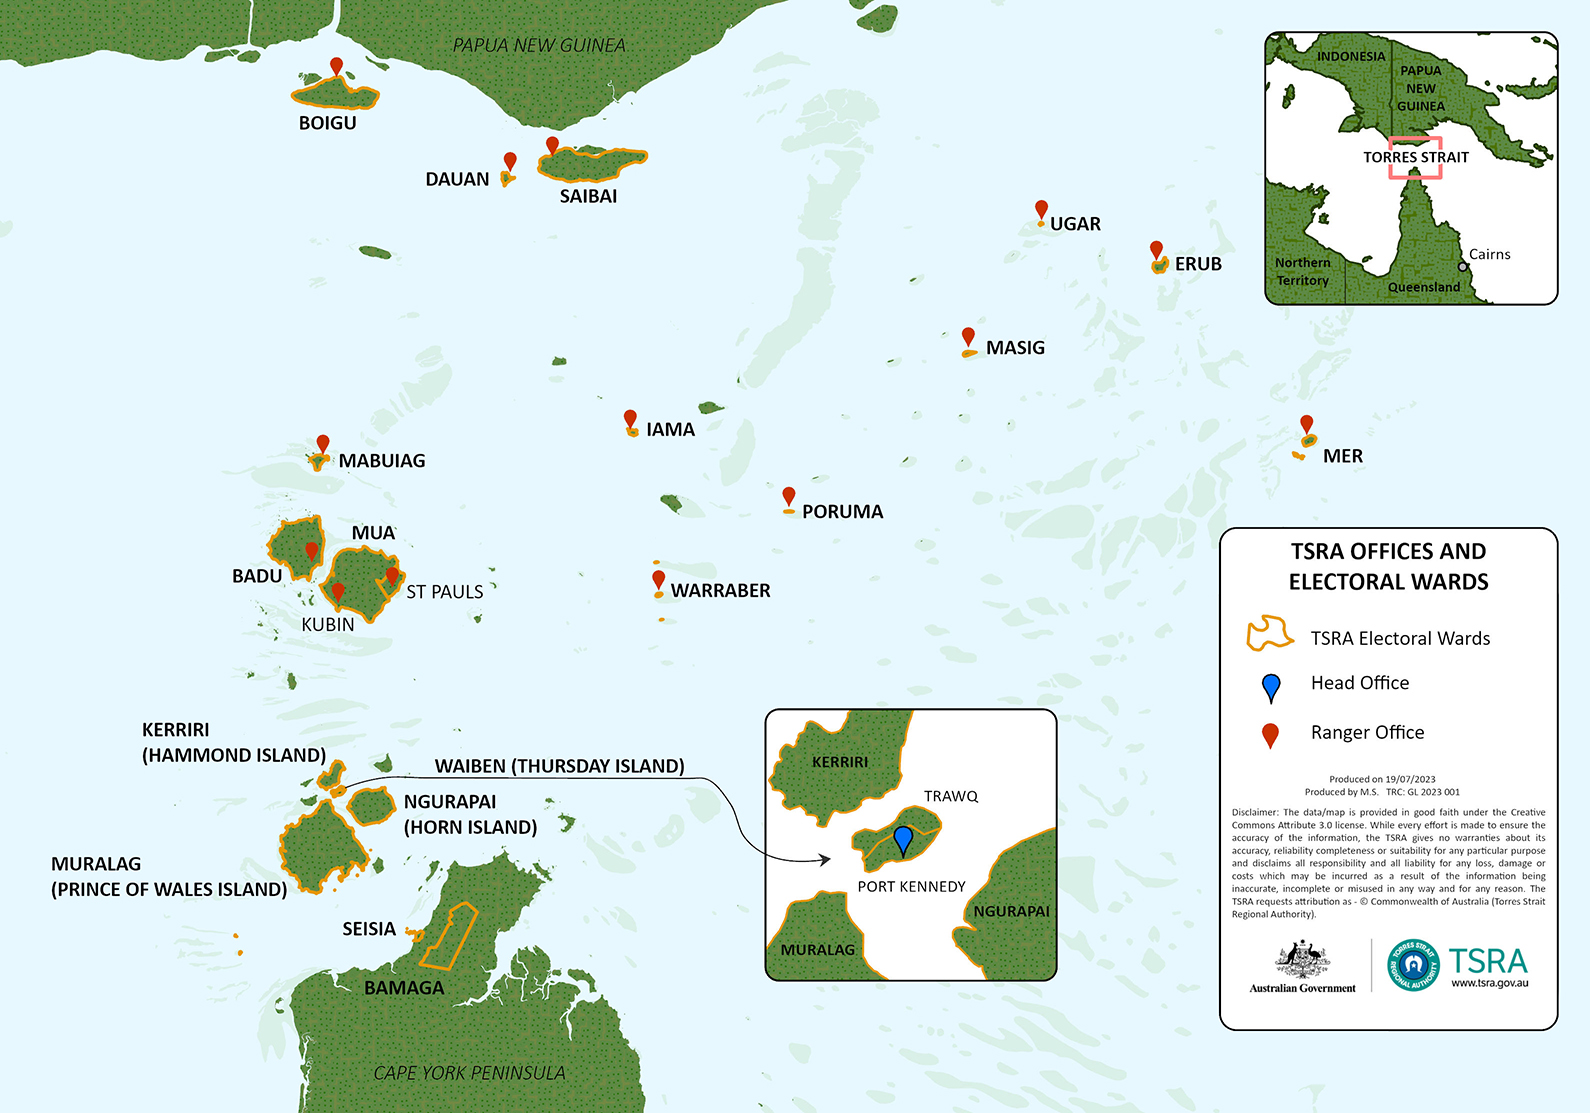 PAPUA NEW GUINEA
BOIGU
DAUAN
SAIBAI
UGAR
ERUB
MASIG
IAMA
MABUIAG
MER
PORUMA
MUA
BADU
ST PAULS
KUBIN
WARRABER
KERRIRI
(HAMMOND ISLAND)
WAIBEN (THURSDAY ISLAND)
NGURAPAI
(HORN ISLAND)
MURALAG
(PRINCE OF WALES ISLAND)
SEISIA
BAMAGA
CAPE YORK PENINSULA
KERRIRI
TRAWQ
PORT KENNEDY
NGURAPAI
MURALAG
INDONESIA
PAPUA
NEW
GUINEA
TORRES STRAIT
Cairns
Northern
Territory
Queensland
TSRA OFFICES AND
ELECTORAL WARDS
TSRA Electoral Wards
Head Office
Ranger Office
Produced on 19/07/2023
Produced by M.S. TRC: GL 2023 001
Disclaimer: The data/map is provided in good faith under the Creative
Commons Attribute 3.0 license. While every effort is made to ensure the
accuracy of the information, the TSRA gives no warranties about its
accuracy, reliability completeness or suitability for any particular purpose
and disclaims all responsibility and all liability for any loss, damage or
costs which may be incurred as a result of the information being
inaccurate, incomplete or misused in any way and for any reason. The
TSRA requests attribution as - © Commonwealth of Australia (Torres Strait
Regional Authority).
Australian Government
TORRES STRAIT
REGIONAL AUTHORITY
TSRA
www.tsra.gov.au